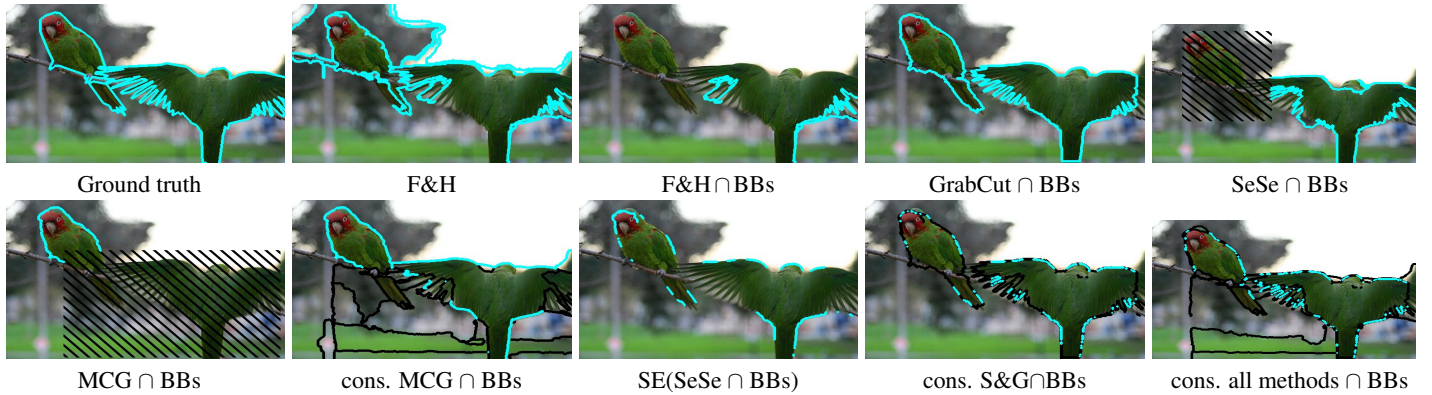 Ground truth
F&H
F&H∩BBs
GrabCut ∩ BBs
SeSe ∩ BBs
MCG ∩ BBs
cons. MCG ∩ BBs
SE(SeSe ∩ BBs)
cons. S&G∩BBs
cons. all methods ∩ BBs